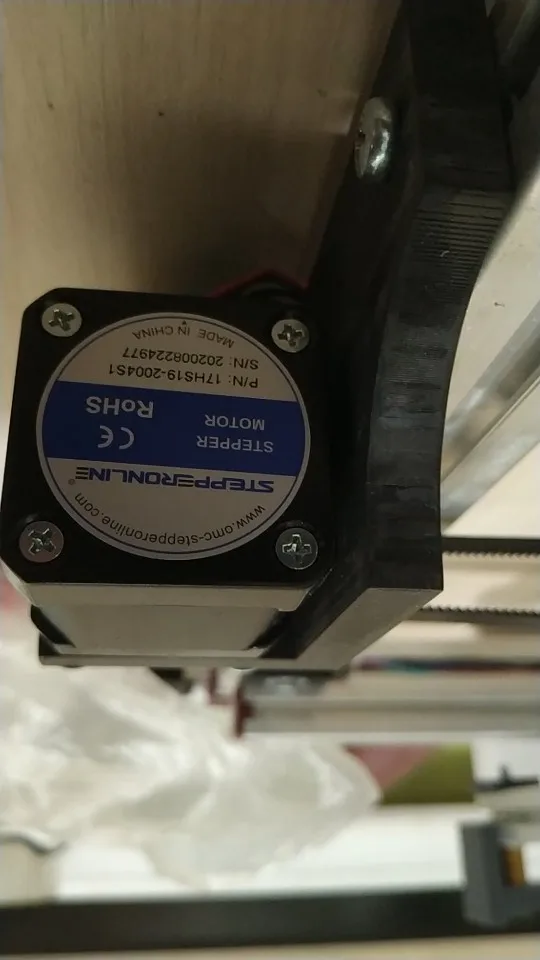 www.omc-stepperonline.com
STEPPERONLINE®
STEPPER
MOTOR
CE
RoHS
P/N: 17HS19-2004S1
S/N: 202008224977
MADE IN CHINA